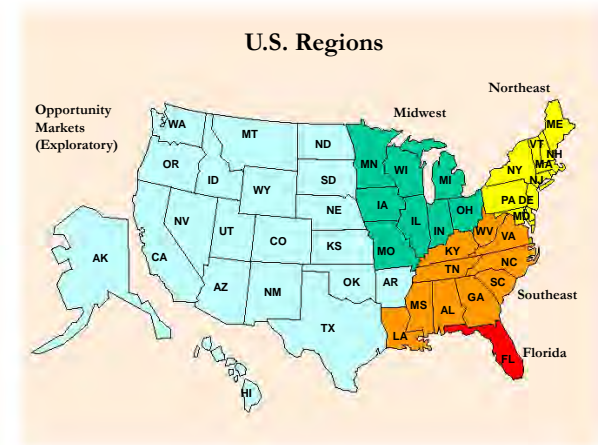 U.S. Regions
Northeast
Opportunity
Markets
(Exploratory)
Midwest
WA
MT
ND
ME
VT
NH
MA
OR
ID
SD
MN
WI
MI
NY
NJ
WY
NE
IA
PA
DE
MD
NV
UT
CO
KS
IL
IN
OH
WV
VA
CA
MO
KY
NC
AK
AZ
NM
OK
AR
TN
SC
Southeast
TX
MS
AL
GA
LA
Florida
FL
HI